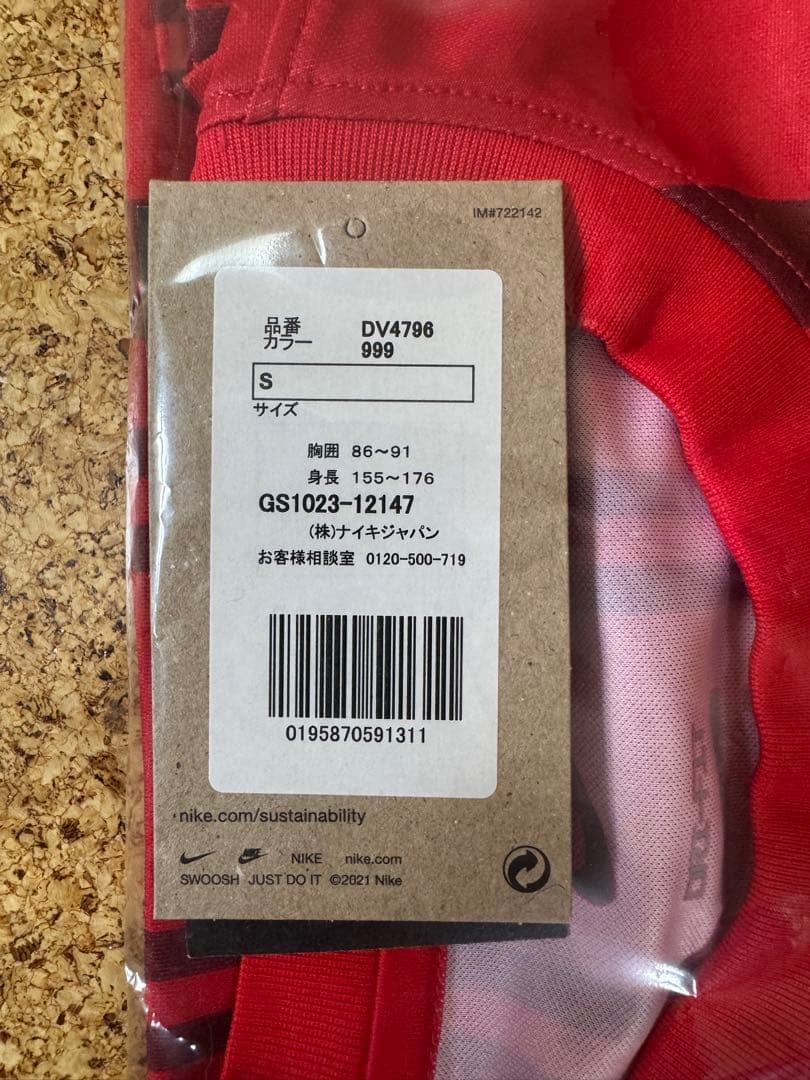 IM#722142
品番 DV4796
カラー 999
S
サイズ
胸囲 86～91
身長 155～176
GS1023-12147
(株)ナイキジャパン
お客様相談室 0120-500-719
0195870591311
nike.com/sustainability
NIKE nike.com
SWOOSH JUST DO IT ©2021 Nike